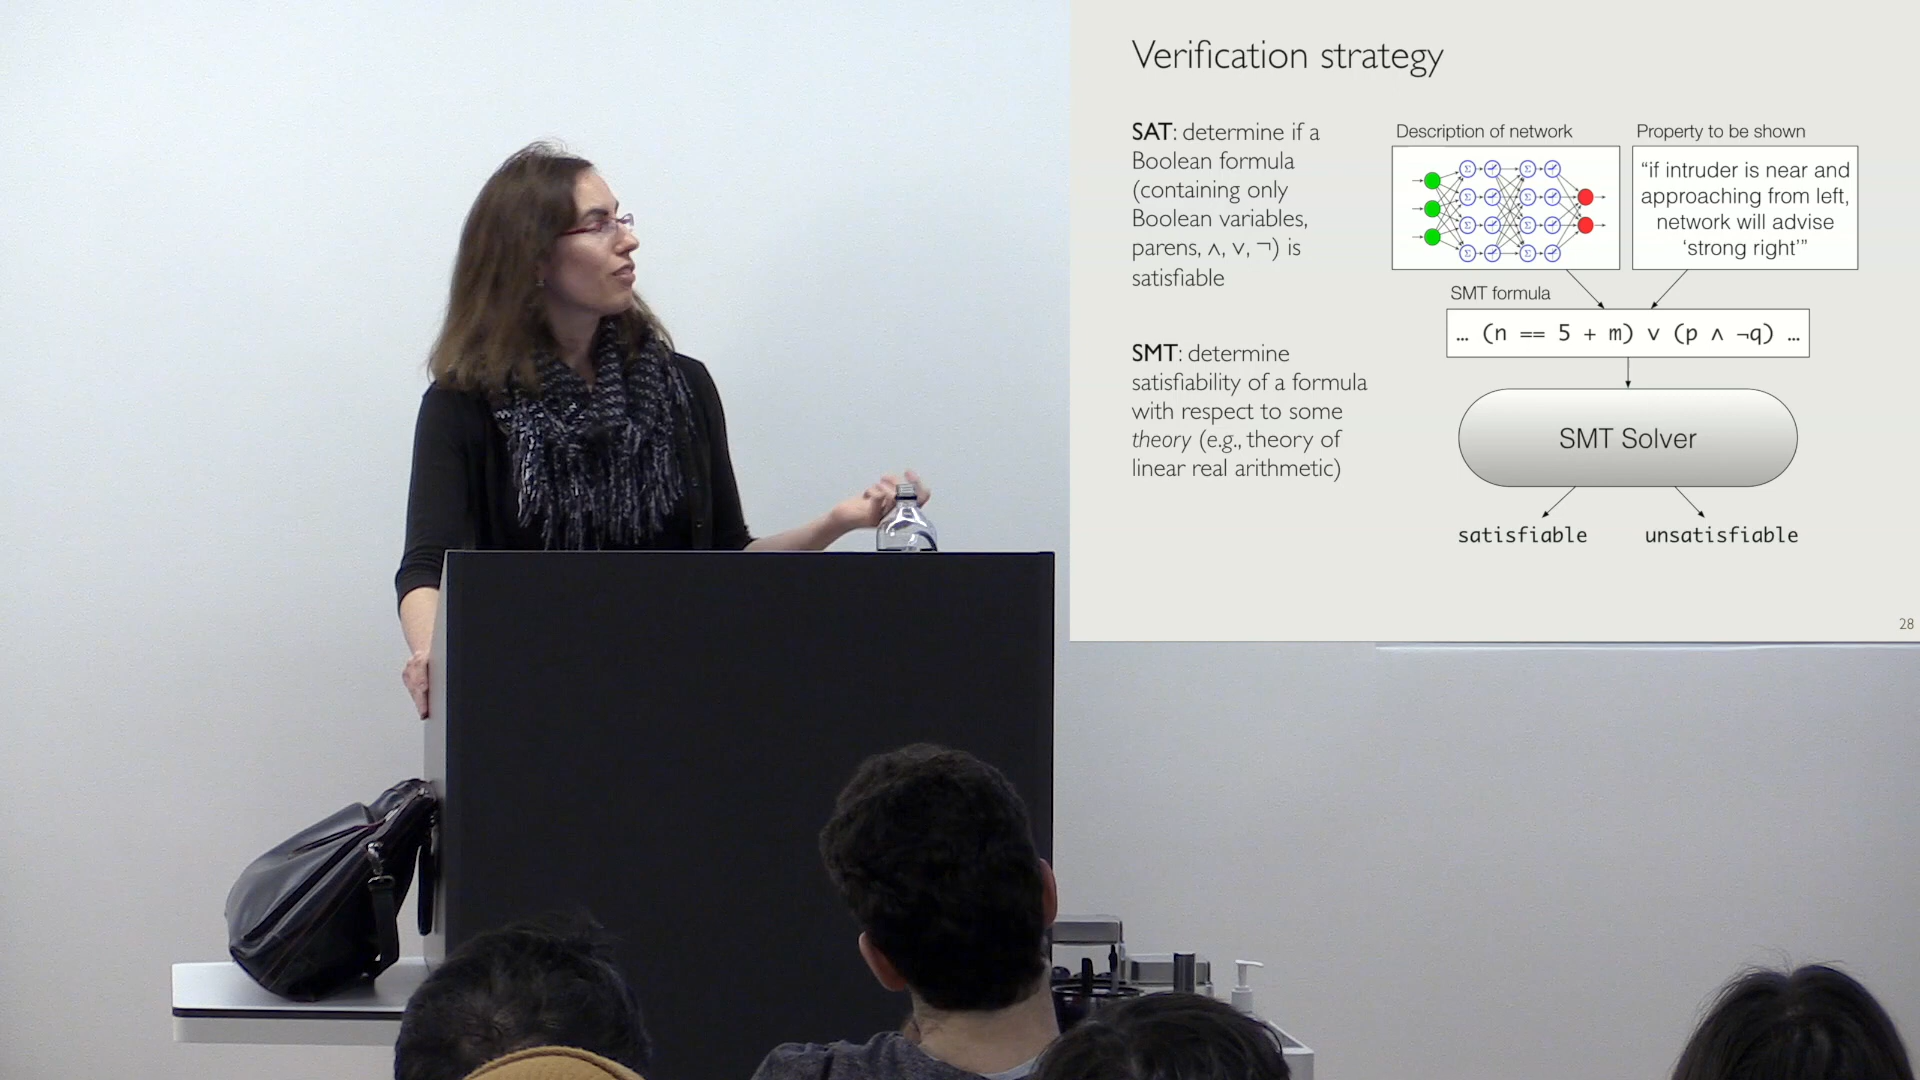 Verification strategy
SAT: determine if a
Boolean formula
(containing only
Boolean variables,
parens, ∧, ∨, ¬) is
satisfiable
SMT: determine
satisfiability of a formula
with respect to some
theory (e.g., theory of
linear real arithmetic)
Description of network
Σ Σ
Σ Σ
Σ Σ
Σ Σ
Property to be shown
“if intruder is near and
approaching from left,
network will advise
‘strong right’”
SMT formula
… (n == 5 + m) ∨ (p ∧ ¬q) …
SMT Solver
satisfiable
unsatisfiable
28